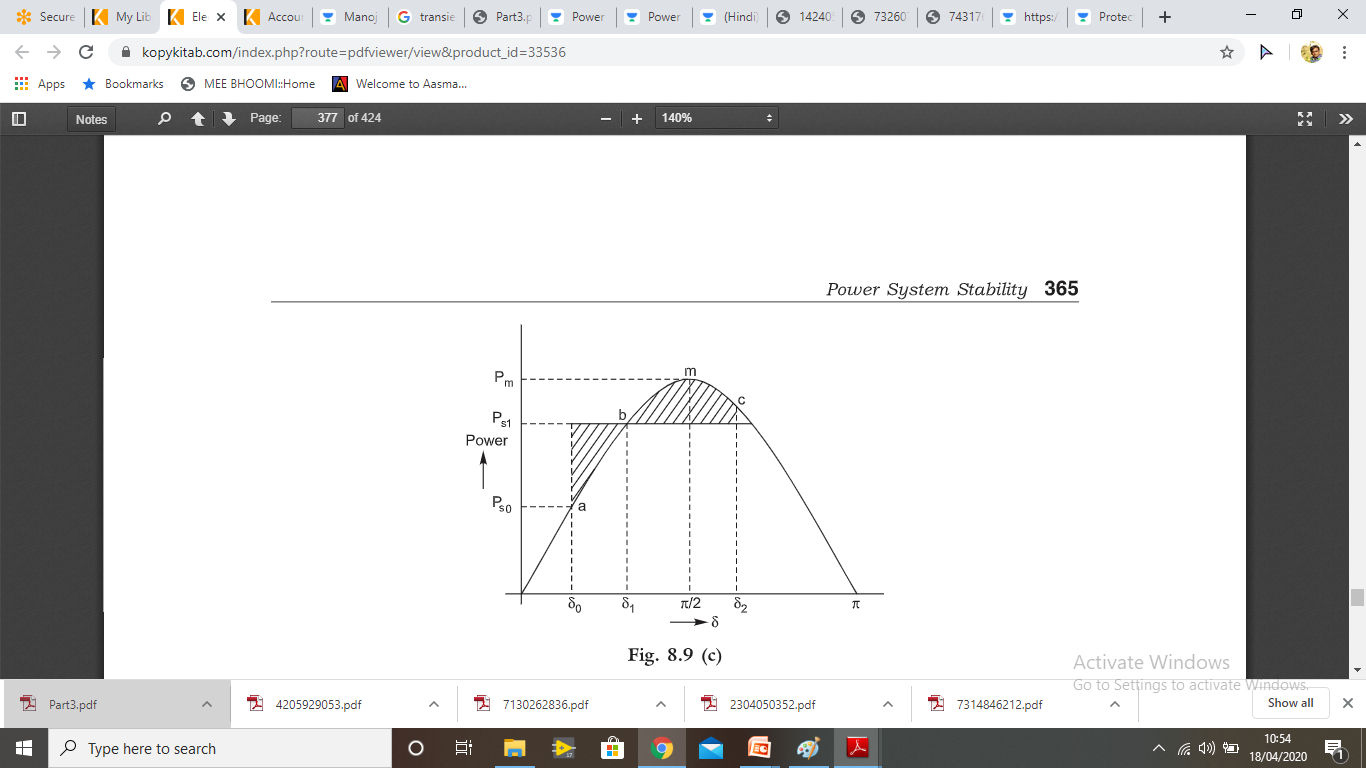 Secure
My Lib
Ele
Accou
Manoj
transie
Part3.p
Power
Power
(Hindi)
14240
73260
74317
https:/
Protec
kopykitab.com/index.php?route=pdfviewer/view&product_id=33536
Apps
Bookmarks
MEE BHOOMI::Home
Welcome to Aasma...
Notes
Page:
377
of 424
140%
Power System Stability 365
Pm
m
c
Ps1
b
Power
Ps0
a
δ0
δ1
π/2
δ2
π
δ
Fig. 8.9 (c)
Activate Windows
Go to Settings to activate Windows.
Part3.pdf
4205929053.pdf
7130262836.pdf
2304050352.pdf
7314846212.pdf
Show all
Type here to search
10:54
18/04/2020
1